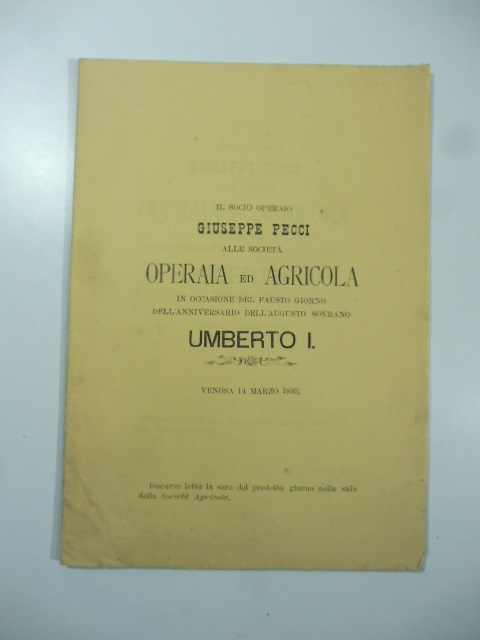 IL SOCIO OPERAIO
GIUSEPPE PECCI
ALLE SOCIETÀ
OPERAIA ED AGRICOLA
IN OCCASIONE DEL FAUSTO GIORNO
DELL'ANNIVERSARIO DELL'AUGUSTO SOVRANO
UMBERTO I.
VENOSA 14 MARZO 1885.
Discorso letto la sera del predetto giorno nella sala
della Società Agricola.